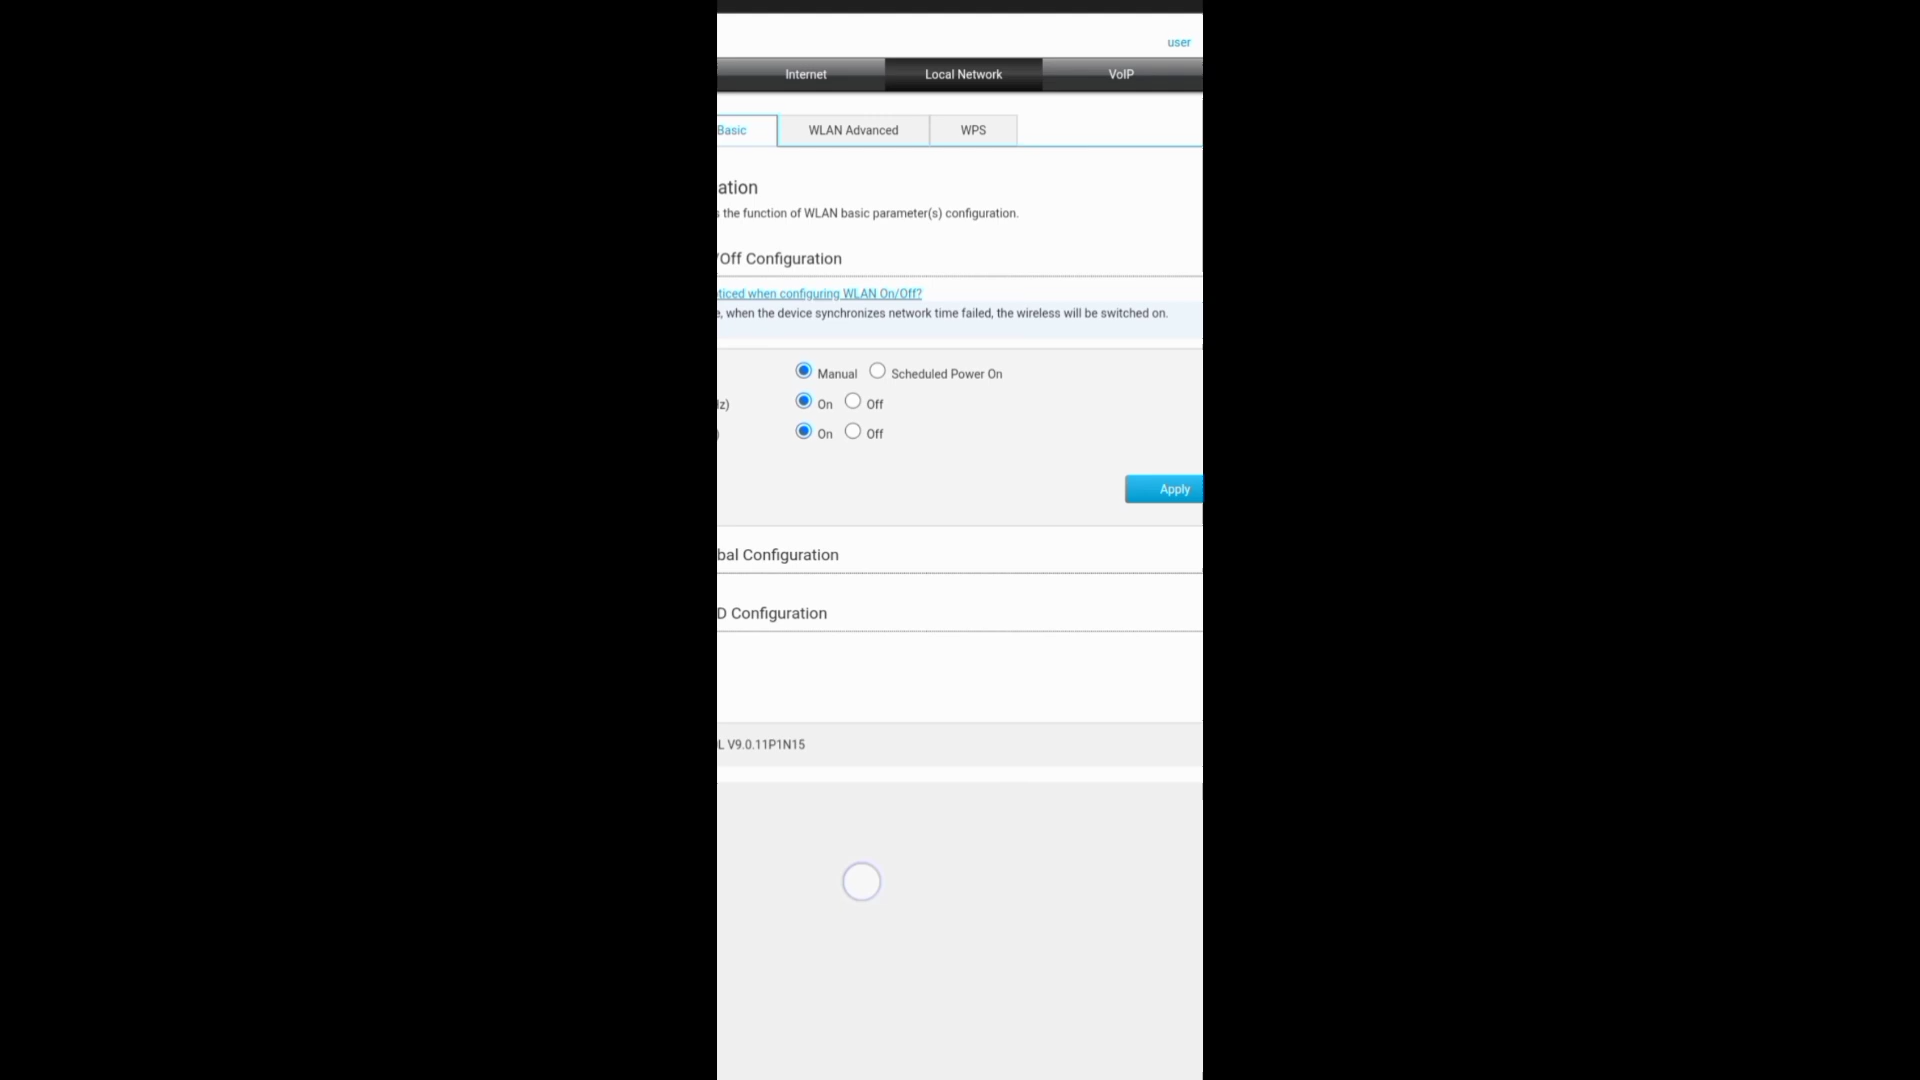 user
Internet Local Network VoIP
Basic WLAN Advanced WPS
ation
s the function of WLAN basic parameter(s) configuration.
/Off Configuration
ticed when configuring WLAN On/Off?
e, when the device synchronizes network time failed, the wireless will be switched on.
Manual Scheduled Power On
lz) On Off
) On Off
Apply
bal Configuration
D Configuration
L V9.0.11P1N15